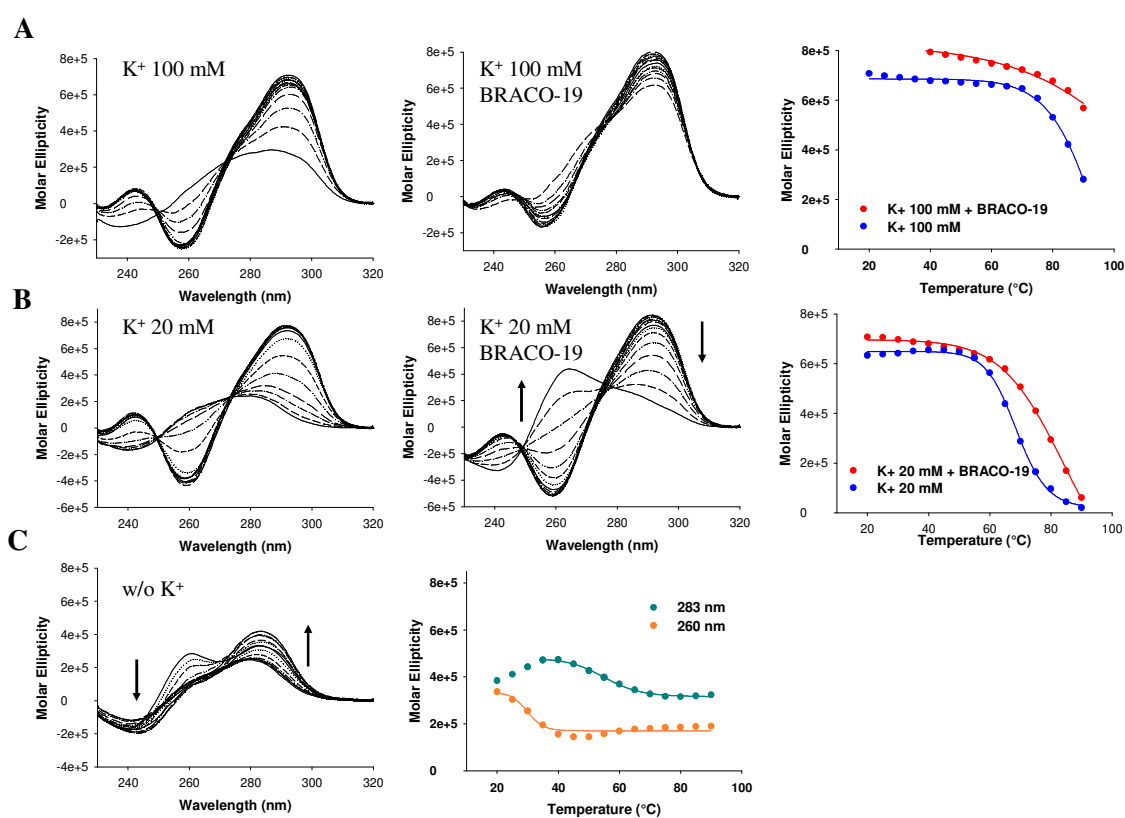 A
K⁺ 100 mM
8e+5
6e+5
4e+5
2e+5
0
-2e+5
Molar Ellipticity
240 260 280 300 320
Wavelength (nm)
K⁺ 100 mM
BRACO-19
8e+5
6e+5
4e+5
2e+5
0
-2e+5
Molar Ellipticity
240 260 280 300 320
Wavelength (nm)
8e+5
6e+5
4e+5
2e+5
0
Molar Ellipticity
K+ 100 mM + BRACO-19
K+ 100 mM
20 40 60 80 100
Temperature (°C)
B
K⁺ 20 mM
8e+5
6e+5
4e+5
2e+5
0
-2e+5
-4e+5
-6e+5
Molar Ellipticity
240 260 280 300 320
Wavelength (nm)
K⁺ 20 mM
BRACO-19
8e+5
6e+5
4e+5
2e+5
0
-2e+5
-4e+5
-6e+5
Molar Ellipticity
240 260 280 300 320
Wavelength (nm)
8e+5
6e+5
4e+5
2e+5
0
Molar Ellipticity
K+ 20 mM + BRACO-19
K+ 20 mM
20 40 60 80 100
Temperature (°C)
C
w/o K⁺
8e+5
6e+5
4e+5
2e+5
0
-2e+5
-4e+5
Molar Ellipticity
240 260 280 300 320
Wavelength (nm)
8e+5
6e+5
4e+5
2e+5
0
Molar Ellipticity
283 nm
260 nm
20 40 60 80 100
Temperature (°C)